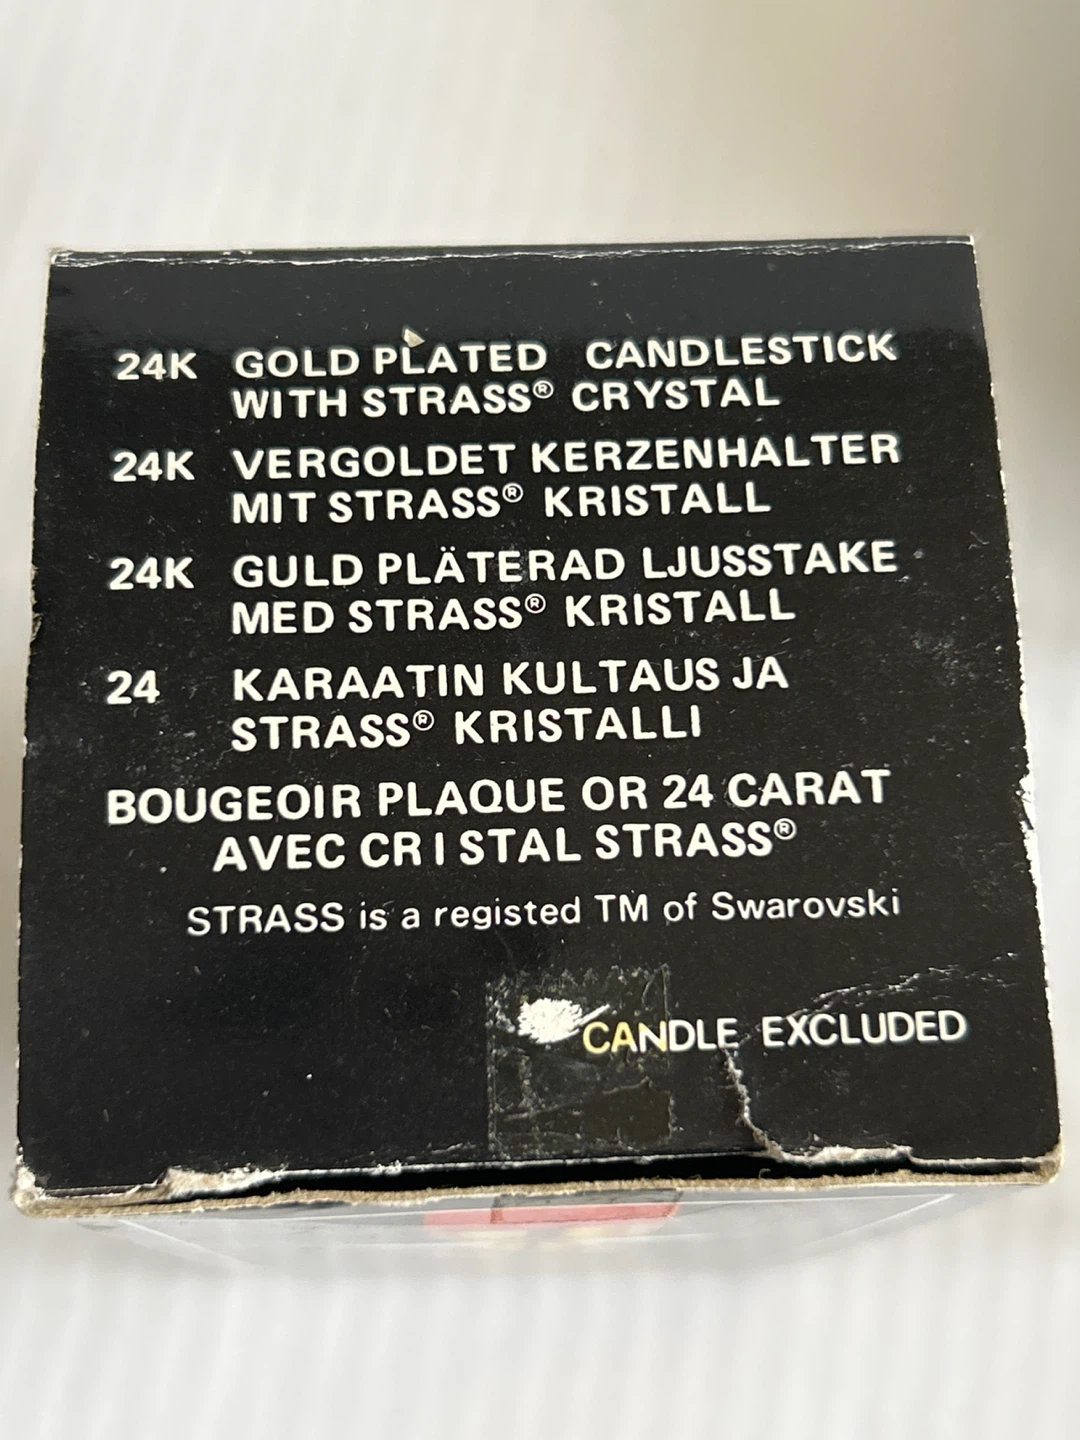 24K GOLD PLATED CANDLESTICK
WITH STRASS® CRYSTAL
24K VERGOLDET KERZENHALTER
MIT STRASS® KRISTALL
24K GULD PLÄTERAD LJUSSTAKE
MED STRASS® KRISTALL
24 KARAATIN KULTAUS JA
STRASS® KRISTALLI
BOUGEOIR PLAQUE OR 24 CARAT
AVEC CRISTAL STRASS®
STRASS is a registed TM of Swarovski
CANDLE EXCLUDED